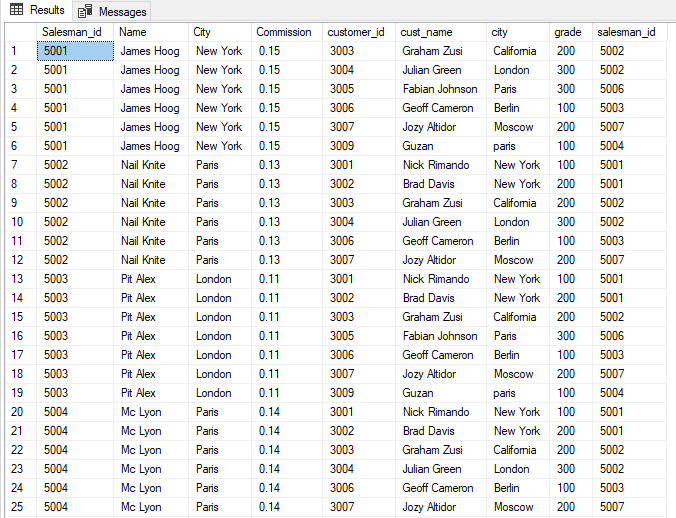 Results Messages
Salesman_id Name City Commission customer_id cust_name city grade salesman_id
1 5001 James Hoog New York 0.15 3003 Graham Zusi California 200 5002
2 5001 James Hoog New York 0.15 3004 Julian Green London 300 5002
3 5001 James Hoog New York 0.15 3005 Fabian Johnson Paris 300 5006
4 5001 James Hoog New York 0.15 3006 Geoff Cameron Berlin 100 5003
5 5001 James Hoog New York 0.15 3007 Jozy Altidor Moscow 200 5007
6 5001 James Hoog New York 0.15 3009 Guzan paris 100 5004
7 5002 Nail Knite Paris 0.13 3001 Nick Rimando New York 100 5001
8 5002 Nail Knite Paris 0.13 3002 Brad Davis New York 200 5001
9 5002 Nail Knite Paris 0.13 3003 Graham Zusi California 200 5002
10 5002 Nail Knite Paris 0.13 3004 Julian Green London 300 5002
11 5002 Nail Knite Paris 0.13 3006 Geoff Cameron Berlin 100 5003
12 5002 Nail Knite Paris 0.13 3007 Jozy Altidor Moscow 200 5007
13 5003 Pit Alex London 0.11 3001 Nick Rimando New York 100 5001
14 5003 Pit Alex London 0.11 3002 Brad Davis New York 200 5001
15 5003 Pit Alex London 0.11 3003 Graham Zusi California 200 5002
16 5003 Pit Alex London 0.11 3005 Fabian Johnson Paris 300 5006
17 5003 Pit Alex London 0.11 3006 Geoff Cameron Berlin 100 5003
18 5003 Pit Alex London 0.11 3007 Jozy Altidor Moscow 200 5007
19 5003 Pit Alex London 0.11 3009 Guzan paris 100 5004
20 5004 Mc Lyon Paris 0.14 3001 Nick Rimando New York 100 5001
21 5004 Mc Lyon Paris 0.14 3002 Brad Davis New York 200 5001
22 5004 Mc Lyon Paris 0.14 3003 Graham Zusi California 200 5002
23 5004 Mc Lyon Paris 0.14 3004 Julian Green London 300 5002
24 5004 Mc Lyon Paris 0.14 3006 Geoff Cameron Berlin 100 5003
25 5004 Mc Lyon Paris 0.14 3007 Jozy Altidor Moscow 200 5007